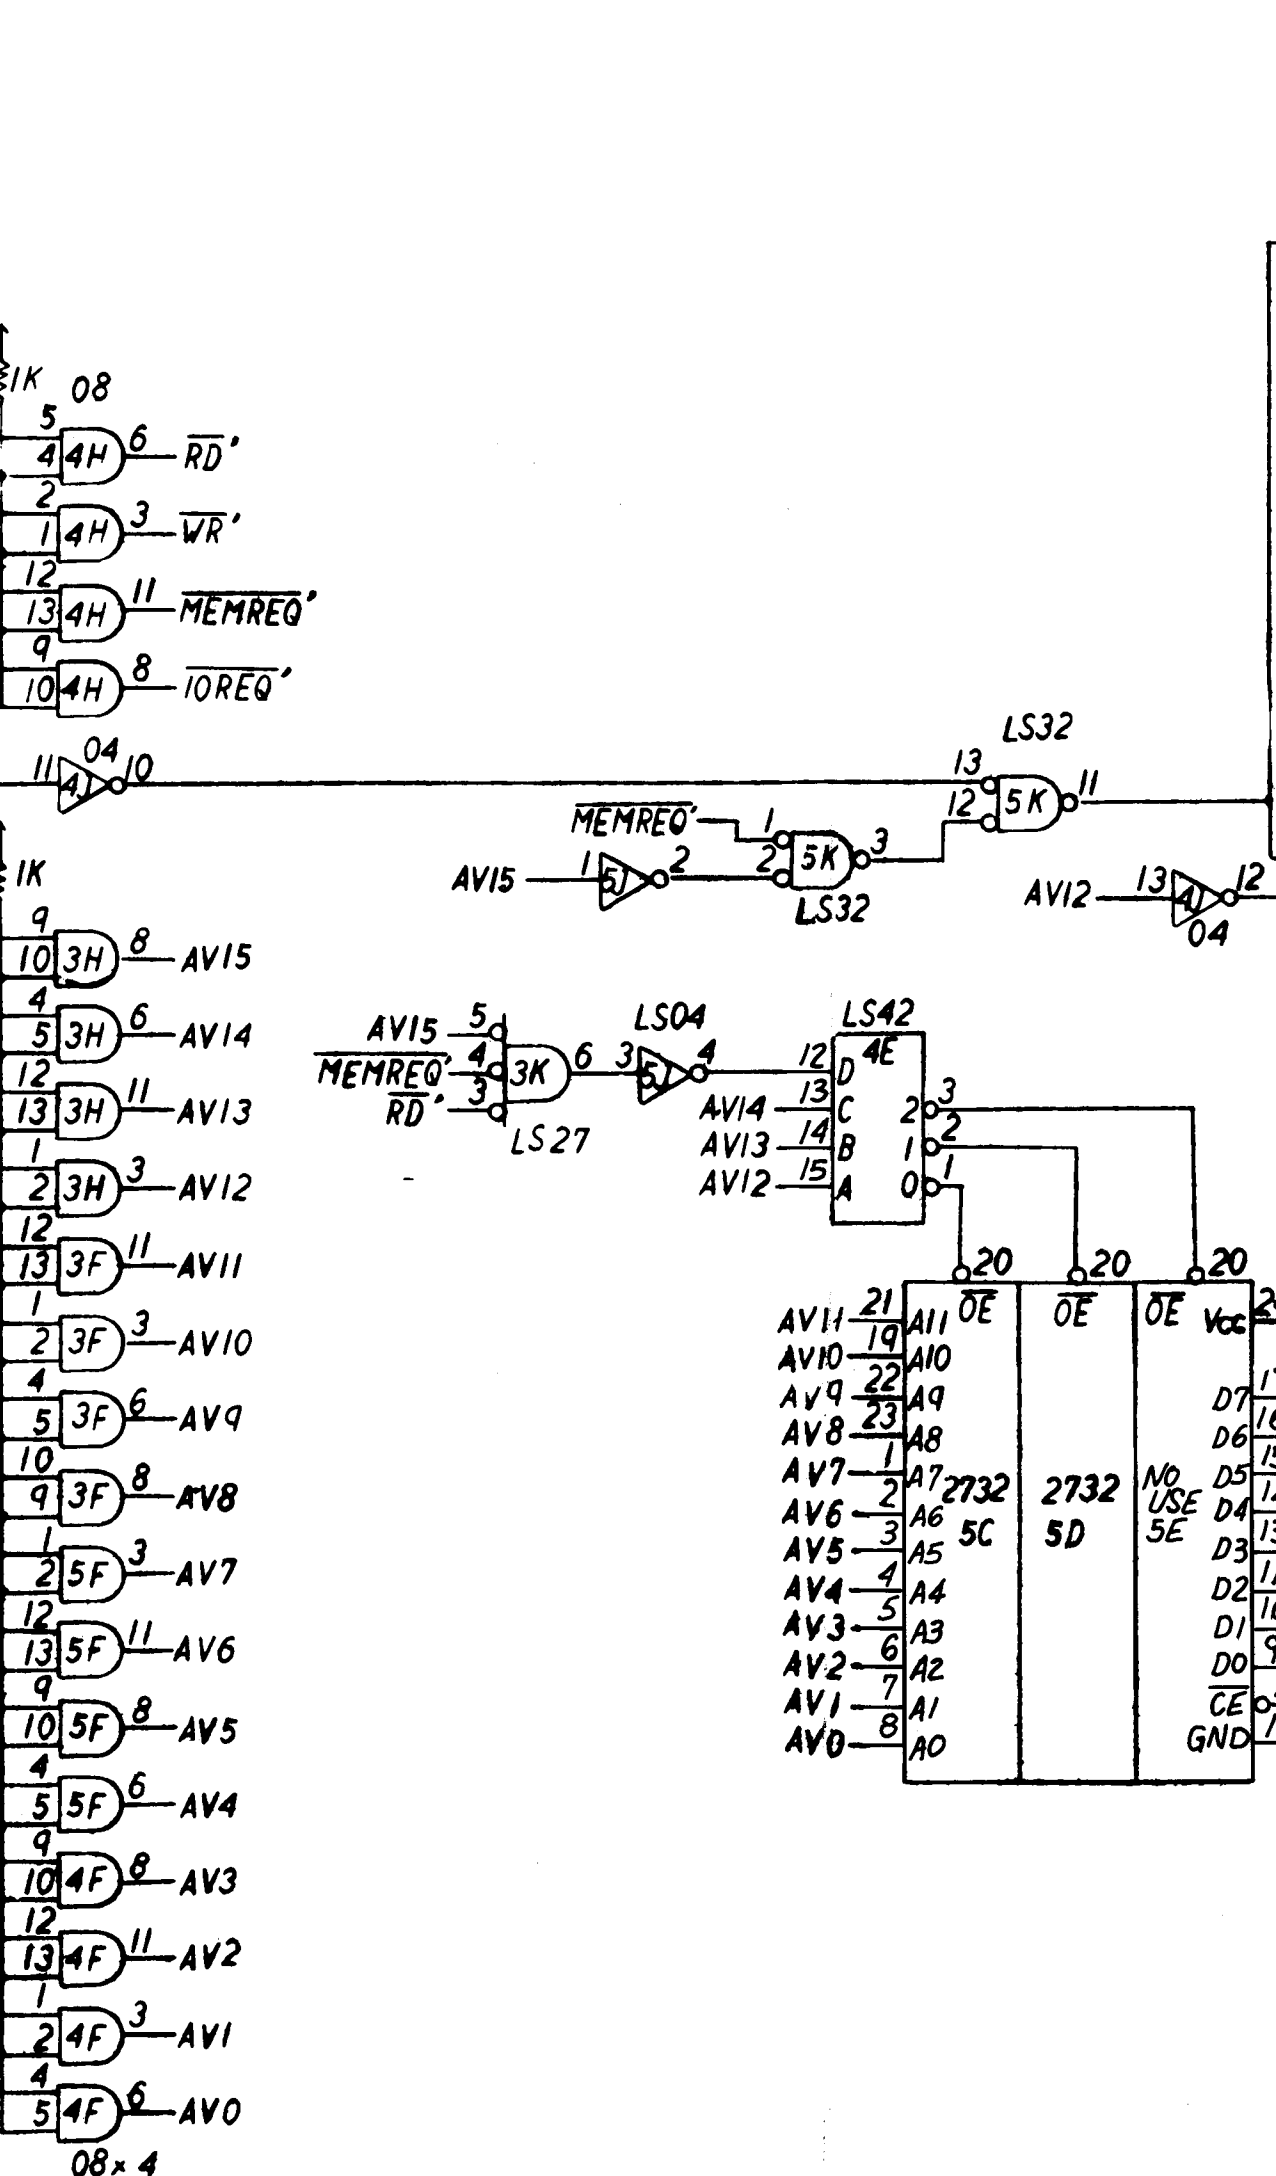 1K 08
5
4 4H 6 RD'
2
1 4H 3 WR'
12
13 4H 11 MEMREQ'
9
10 4H 8 IOREQ'
LS32
11 04 4J 10
13
12 5K 11
MEMREQ' 1
AV15 1 5J 2 2 5K 3
LS32
AV12 13 4J 12
04
1K
9
10 3H 8 AV15
4
5 3H 6 AV14
12
13 3H 11 AV13
1
2 3H 3 AV12
12
13 3F 11 AV11
1
2 3F 3 AV10
4
5 3F 6 AV9
10
9 3F 8 AV8
1
2 5F 3 AV7
12
13 5F 11 AV6
9
10 5F 8 AV5
4
5 5F 6 AV4
9
10 4F 8 AV3
12
13 4F 11 AV2
1
2 4F 3 AV1
4
5 4F 6 AV0
08 x 4
AV15 5
MEMREQ' 4 3K 6
RD' 3
LS27
LS04
3 5J 4
LS42
4E
12 D
AV14 13 C 2 3
AV13 14 B 1 2
AV12 15 A 0 1
20 20 20
OE OE OE VCC
AV11 21 A11
AV10 19 A10
AV9 22 A9 D7
AV8 23 A8 D6
AV7 1 A7 D5
AV6 2 A6 D4
AV5 3 A5 D3
AV4 4 A4 D2
AV3 5 A3 D1
AV2 6 A2 D0
AV1 7 A1 CE
AV0 8 A0 GND
2732
5C
2732
5D
NO
USE
5E